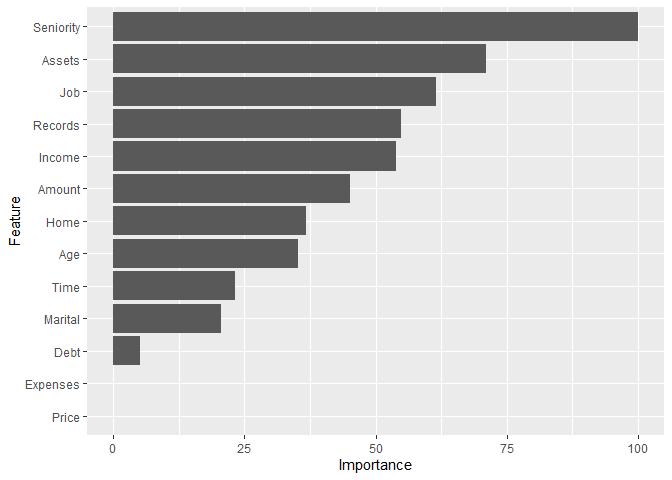 Feature
Seniority
Assets
Job
Records
Income
Amount
Home
Age
Time
Marital
Debt
Expenses
Price
0 25 50 75 100
Importance